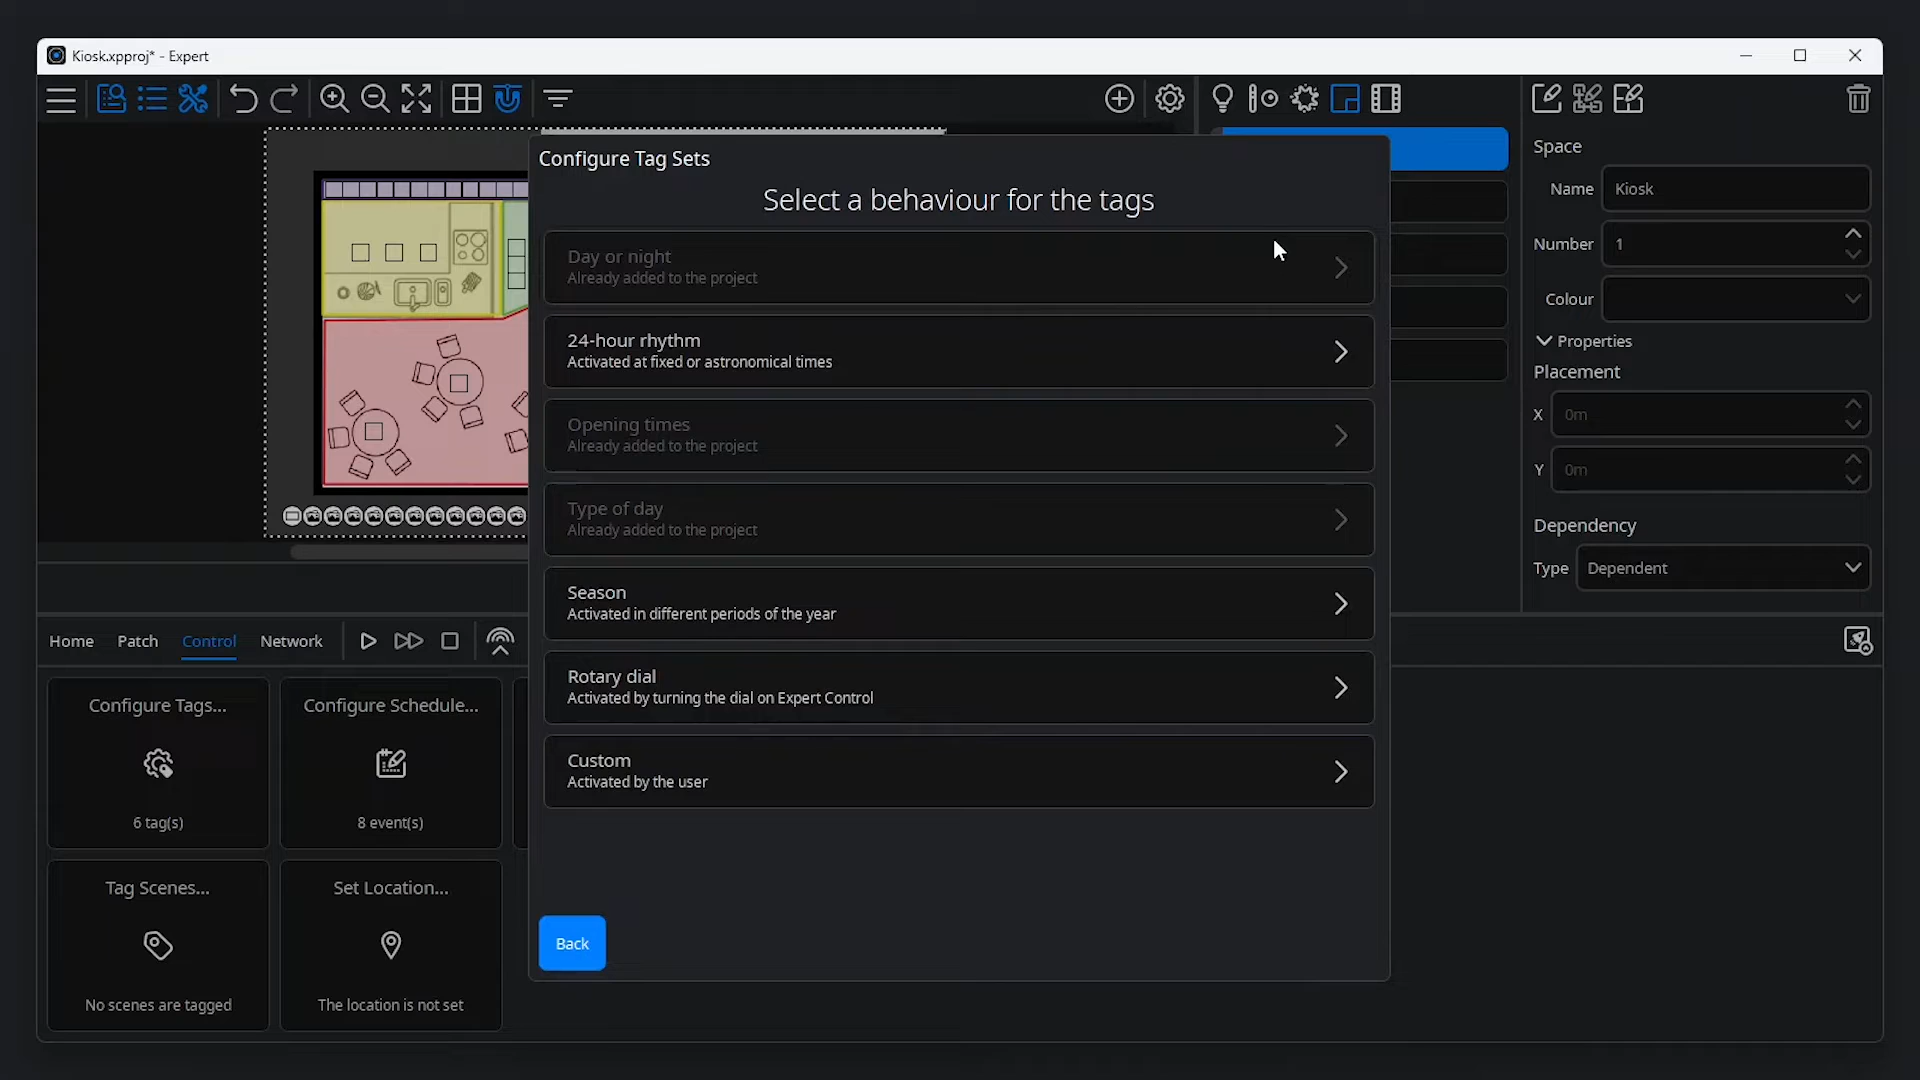 Kiosk.xpproj* - Expert
Configure Tag Sets
Select a behaviour for the tags
Day or night
Already added to the project
24-hour rhythm
Activated at fixed or astronomical times
Opening times
Already added to the project
Type of day
Already added to the project
Season
Activated in different periods of the year
Rotary dial
Activated by turning the dial on Expert Control
Custom
Activated by the user
Back
Space
Name Kiosk
Number 1
Colour
Properties
Placement
X 0m
Y 0m
Dependency
Type Dependent
Home Patch Control Network
Configure Tags...
6 tag(s)
Configure Schedule...
8 event(s)
Tag Scenes...
No scenes are tagged
Set Location...
The location is not set